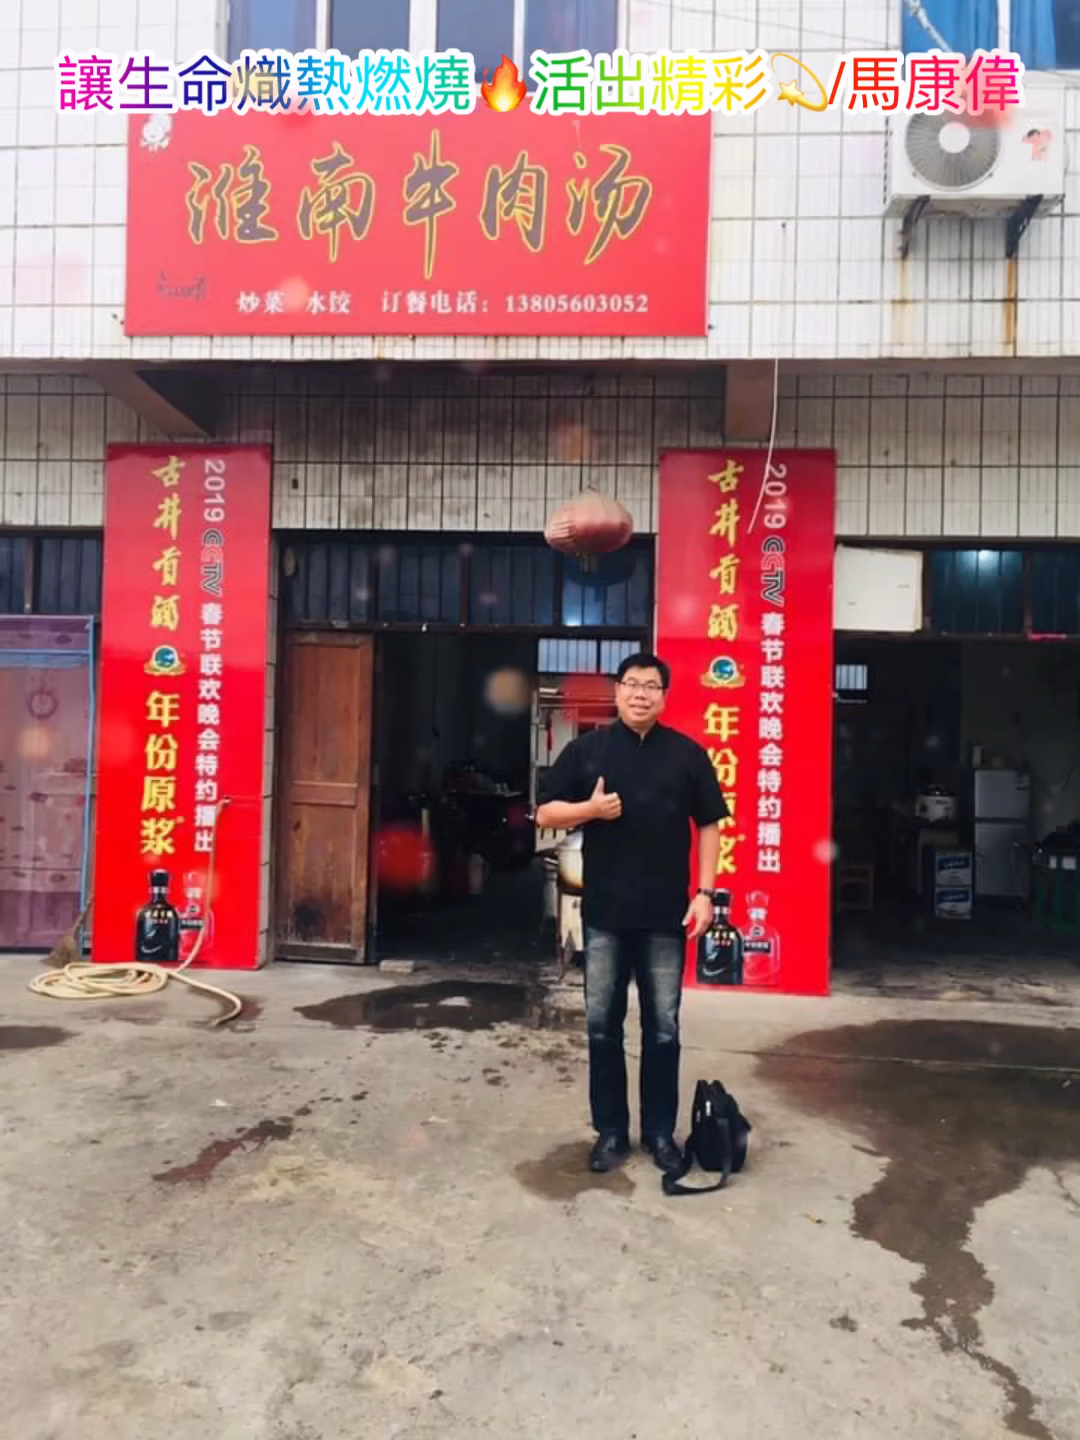 讓生命熾熱燃燒🔥活出精彩💫/馬康偉
淮南牛肉汤
炒菜 水饺 订餐电话：13805603052
古井贡酒
年份原浆
2019 CCTV 春节联欢晚会特约播出
古井贡酒
年份原浆
2019 CCTV 春节联欢晚会特约播出